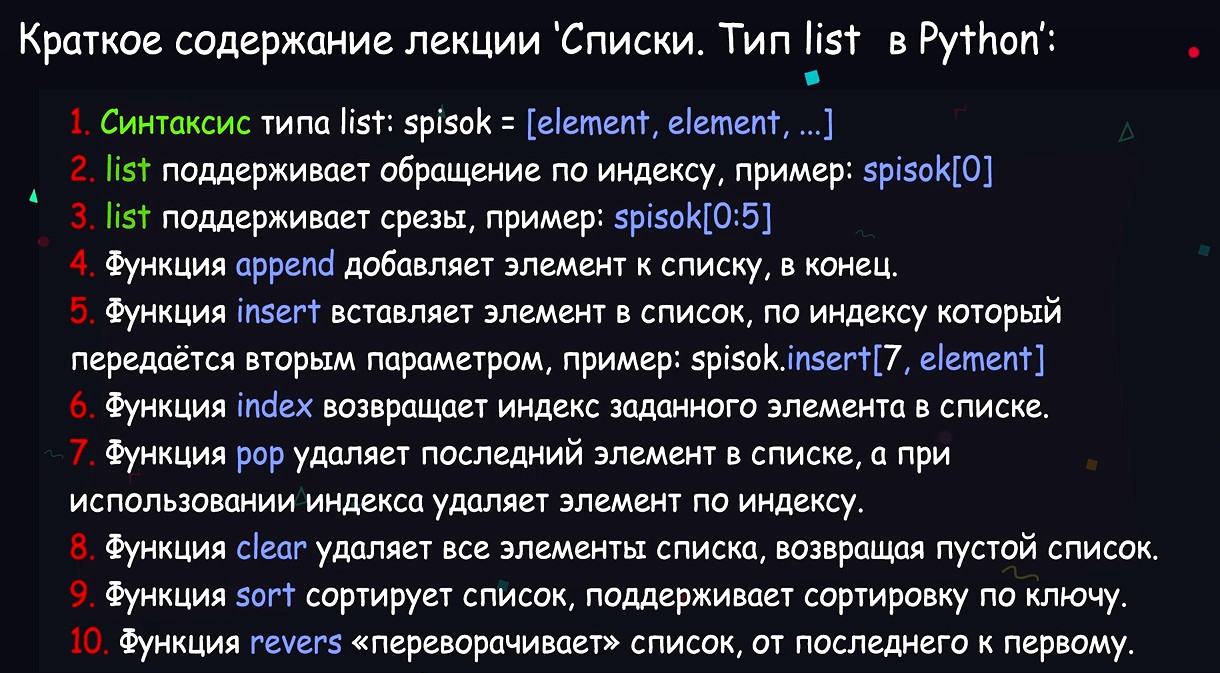 Краткое содержание лекции ‘Списки. Тип list в Python’:
1. Синтаксис типа list: spisok = [element, element, ...]
2. list поддерживает обращение по индексу, пример: spisok[0]
3. list поддерживает срезы, пример: spisok[0:5]
4. Функция append добавляет элемент к списку, в конец.
5. Функция insert вставляет элемент в список, по индексу который
передаётся вторым параметром, пример: spisok.insert[7, element]
6. Функция index возвращает индекс заданного элемента в списке.
7. Функция pop удаляет последний элемент в списке, а при
использовании индекса удаляет элемент по индексу.
8. Функция clear удаляет все элементы списка, возвращая пустой список.
9. Функция sort сортирует список, поддерживает сортировку по ключу.
10. Функция revers «переворачивает» список, от последнего к первому.